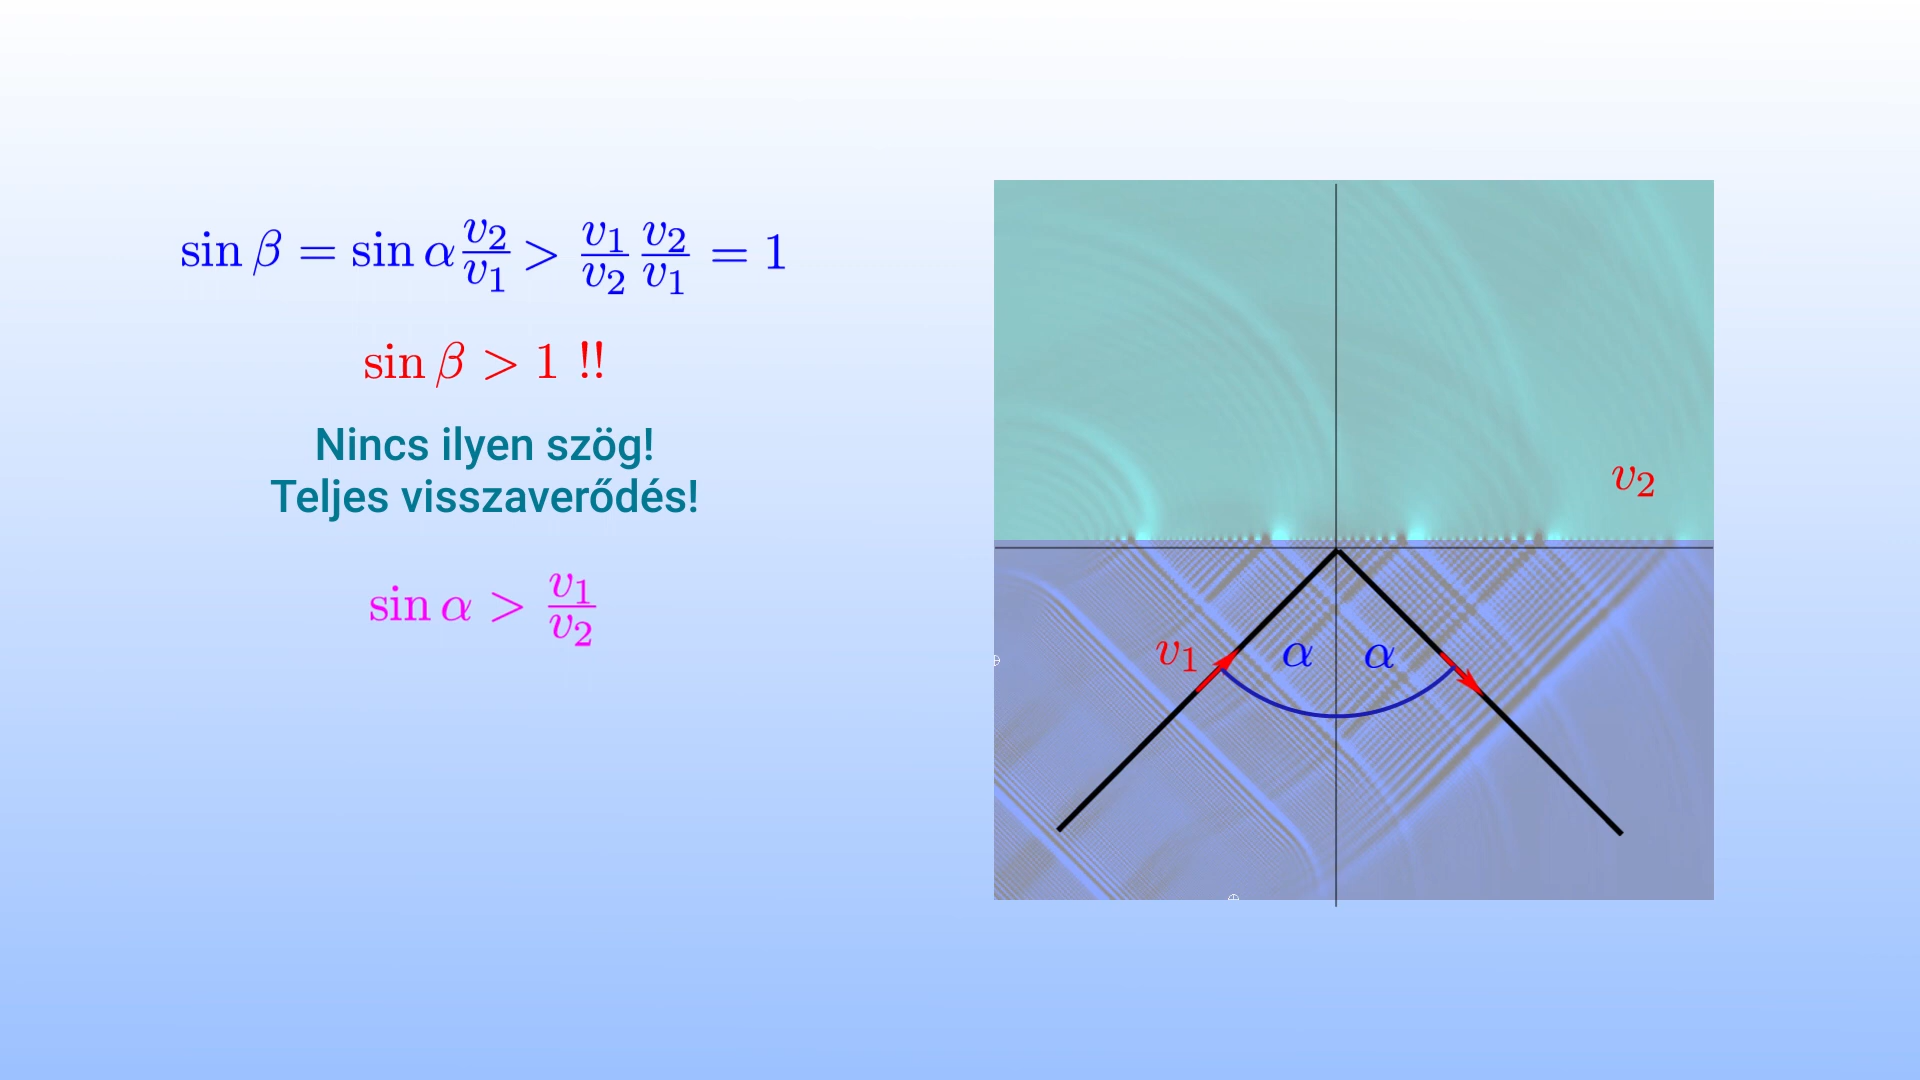 sin β = sin α v₂/v₁ > v₁/v₂ v₂/v₁ = 1
sin β > 1 !!
Nincs ilyen szög!
Teljes visszaverődés!
sin α > v₁/v₂
v₂
v₁ α α